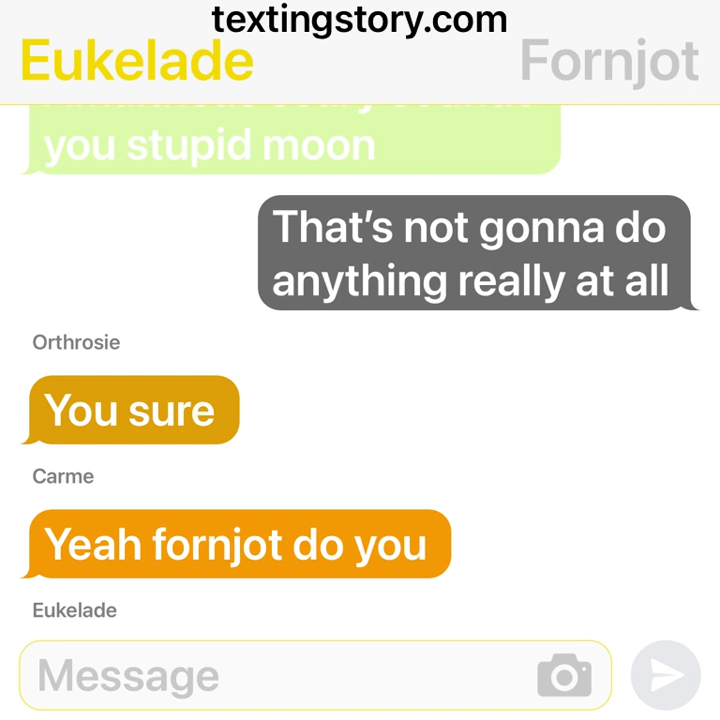 textingstory.com
Eukelade
Fornjot
you stupid moon
That's not gonna do
anything really at all
Orthrosie
You sure
Carme
Yeah fornjot do you
Eukelade
Message